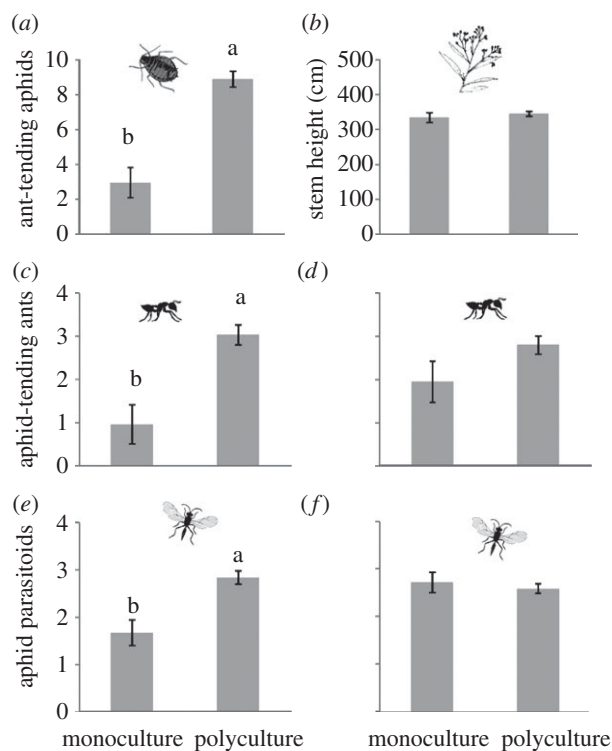 (a)
ant-tending aphids
10
8
6
4
2
0
b
a
(b)
stem height (cm)
500
400
300
200
100
0
(c)
aphid-tending ants
4
3
2
1
0
b
a
(d)
(e)
aphid parasitoids
4
3
2
1
0
b
a
monoculture polyculture
(f)
monoculture polyculture